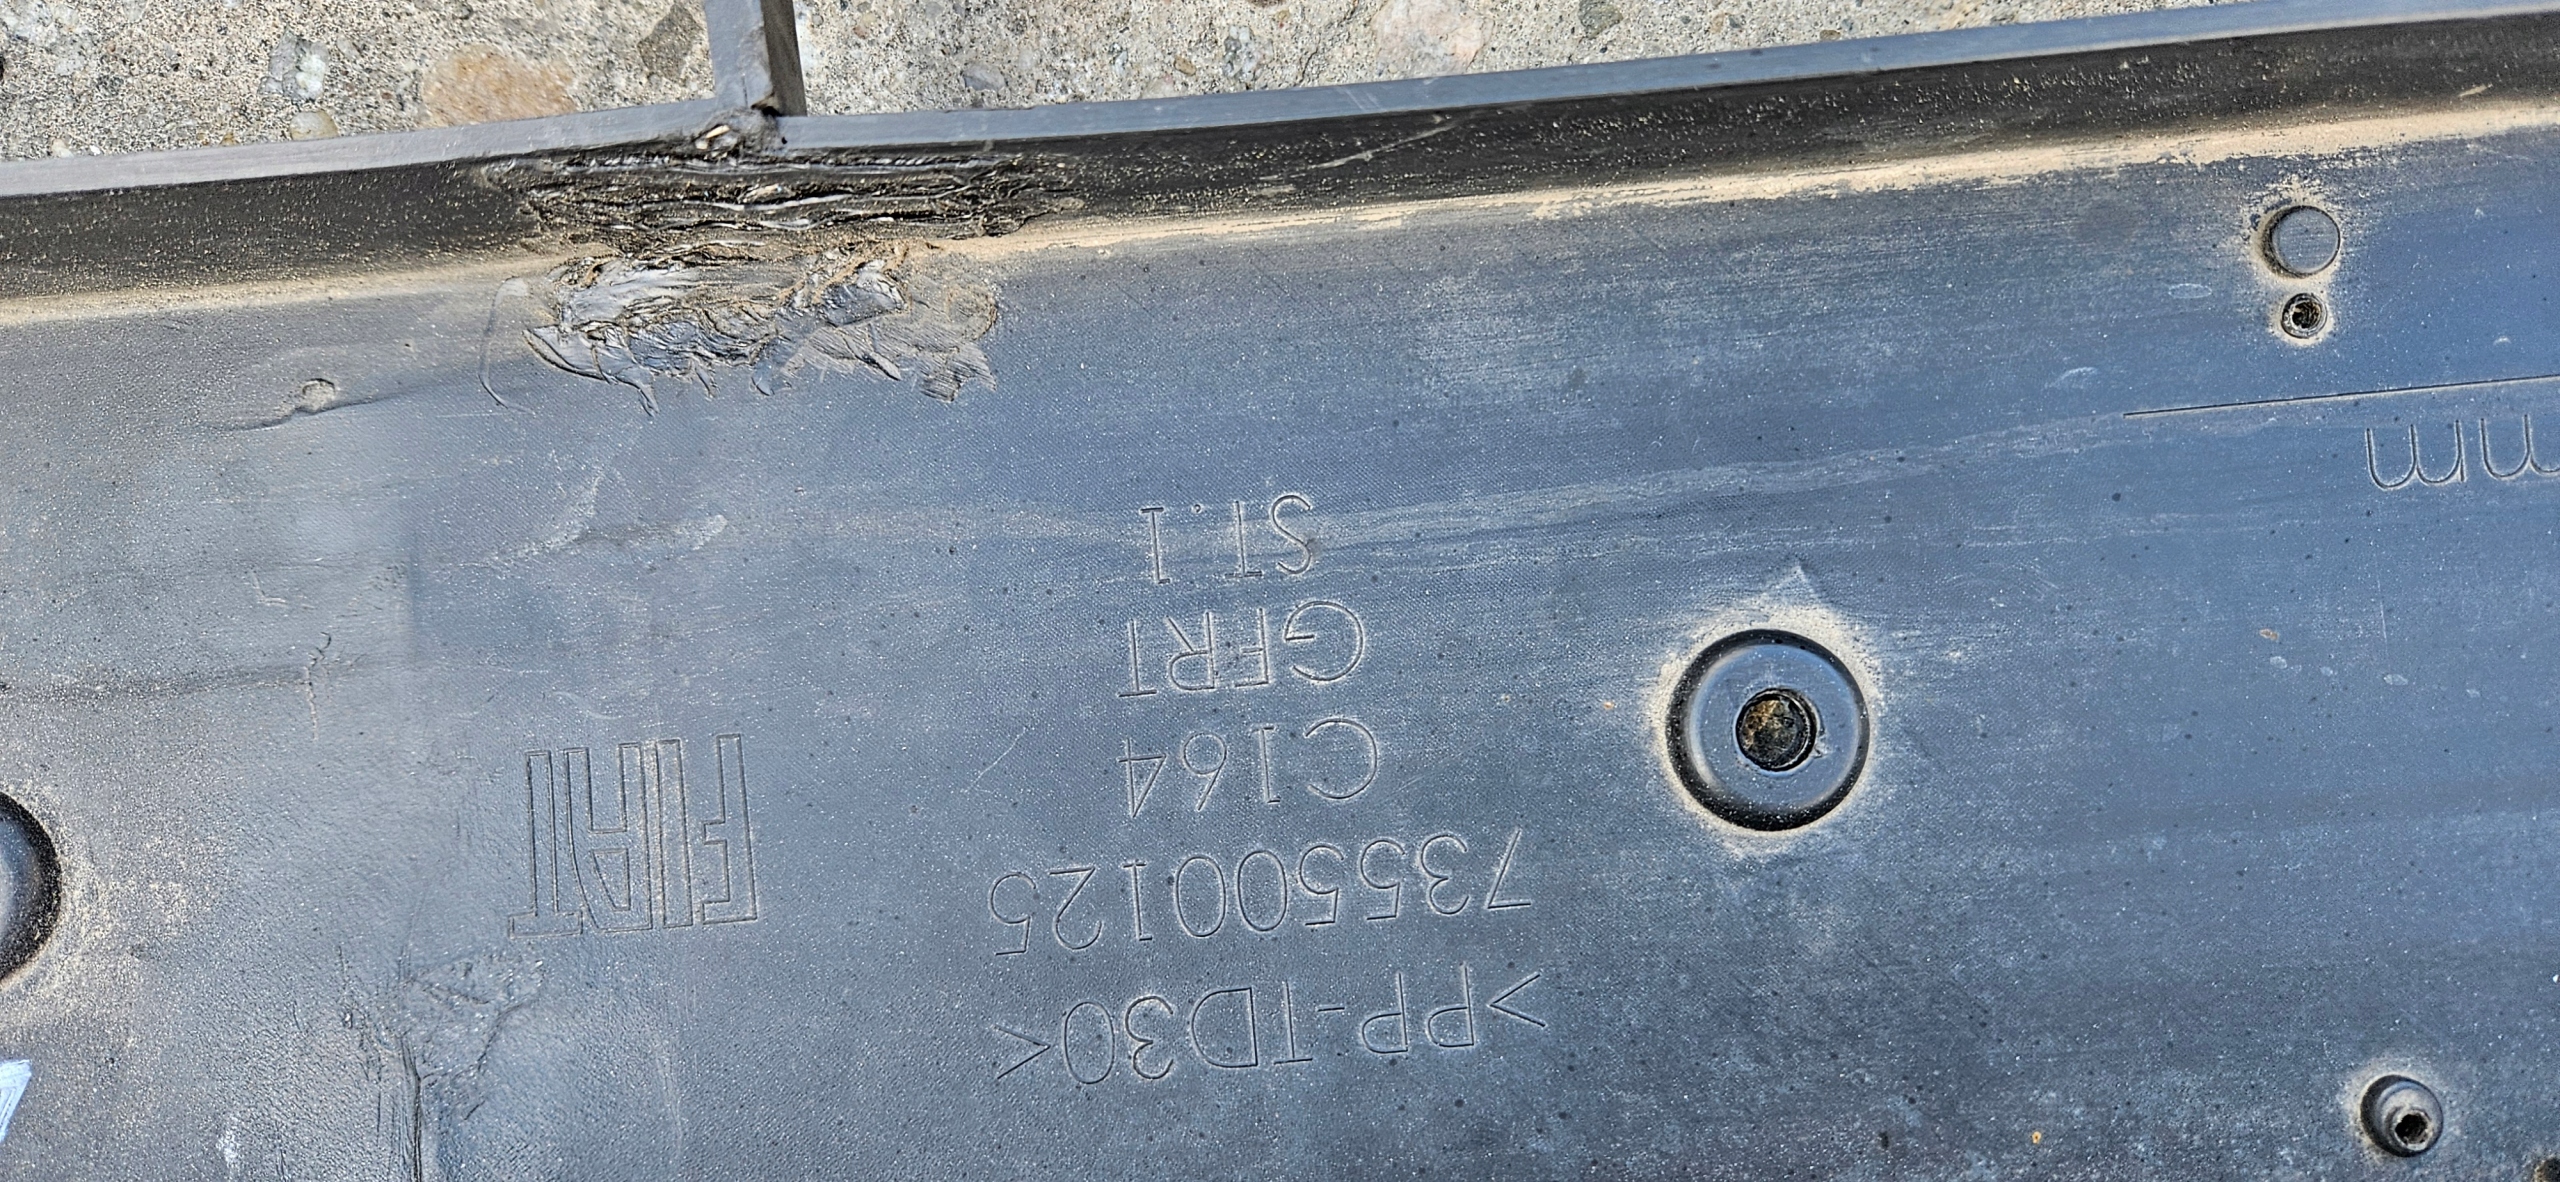 >PP-TD30<
735500125
FIAT
C164
GFRT
ST.1
mm